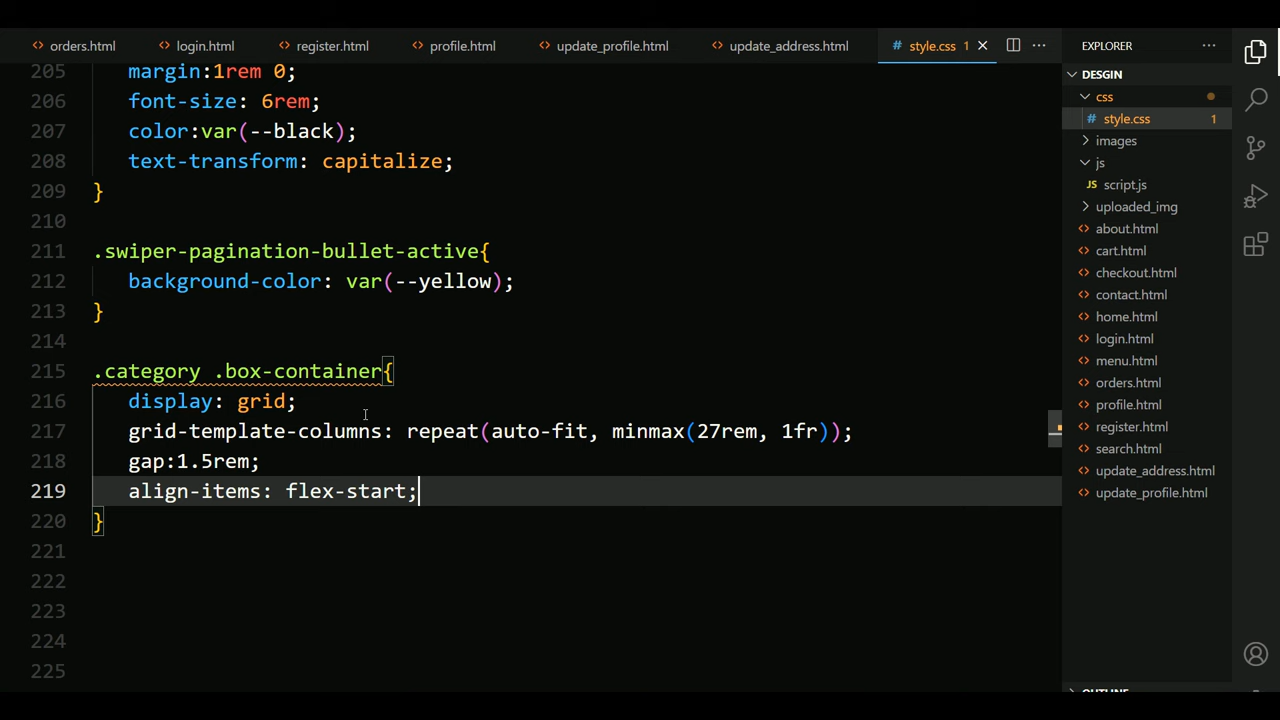 orders.html login.html register.html profile.html update_profile.html update_address.html # style.css 1 ···
205 margin:1rem 0;
206 font-size: 6rem;
207 color:var(--black);
208 text-transform: capitalize;
209 }
210
211 .swiper-pagination-bullet-active{
212 background-color: var(--yellow);
213 }
214
215 .category .box-container{
216 display: grid;
217 grid-template-columns: repeat(auto-fit, minmax(27rem, 1fr));
218 gap:1.5rem;
219 align-items: flex-start;
220 }
221
222
223
224
225
EXPLORER ···
DESGIN
css
# style.css 1
images
js
JS script.js
uploaded_img
about.html
cart.html
checkout.html
contact.html
home.html
login.html
menu.html
orders.html
profile.html
register.html
search.html
update_address.html
update_profile.html
OUTLINE